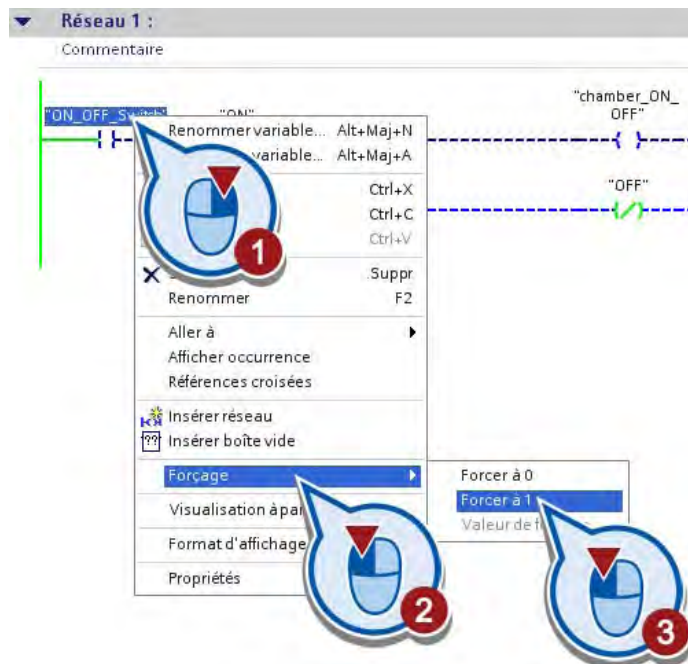 Réseau 1 :
Commentaire
"ON_OFF_Switch" "ON" "chamber_ON_
OFF"
"OFF"
Renommer variable... Alt+Maj+N
variable... Alt+Maj+A
Ctrl+X
Ctrl+C
Ctrl+V
1
Suppr
Renommer F2
Aller à
Afficher occurrence
Références croisées
Insérer réseau
?? Insérer boîte vide
Forçage
Forcer à 0
Forcer à 1
Valeur de
Visualisation à
Format d'affichage
Propriétés
2
3